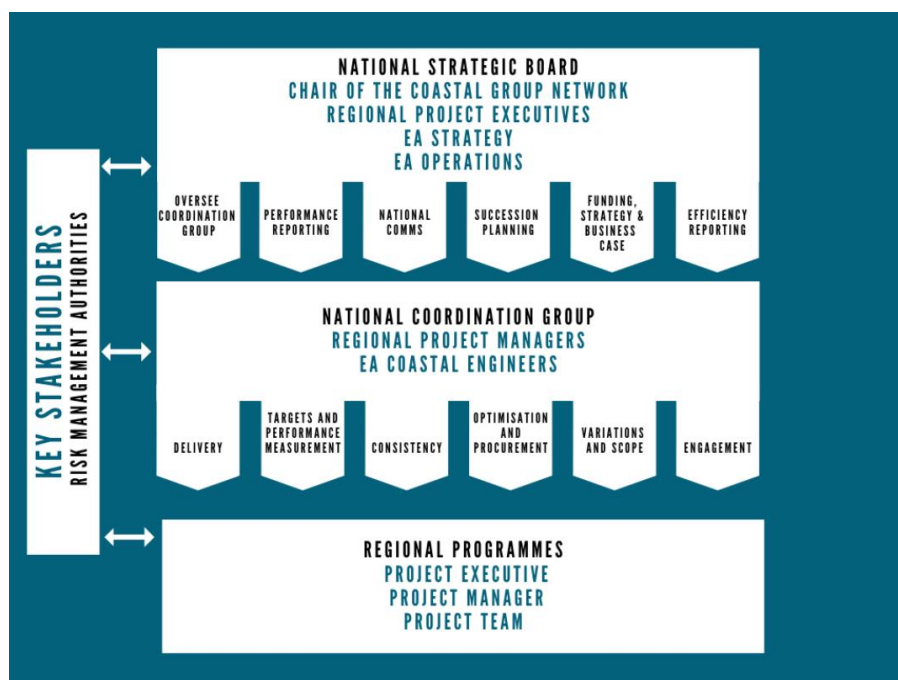 NATIONAL STRATEGIC BOARD
CHAIR OF THE COASTAL GROUP NETWORK
REGIONAL PROJECT EXECUTIVES
EA STRATEGY
EA OPERATIONS
OVERSEE
COORDINATION
GROUP
PERFORMANCE
REPORTING
NATIONAL
COMMS
SUCCESSION
PLANNING
FUNDING,
STRATEGY &
BUSINESS
CASE
EFFICIENCY
REPORTING
KEY STAKEHOLDERS
RISK MANAGEMENT AUTHORITIES
NATIONAL COORDINATION GROUP
REGIONAL PROJECT MANAGERS
EA COASTAL ENGINEERS
DELIVERY
TARGETS AND
PERFORMANCE
MEASUREMENT
CONSISTENCY
OPTIMISATION
AND
PROCUREMENT
VARIATIONS
AND SCOPE
ENGAGEMENT
REGIONAL PROGRAMMES
PROJECT EXECUTIVE
PROJECT MANAGER
PROJECT TEAM